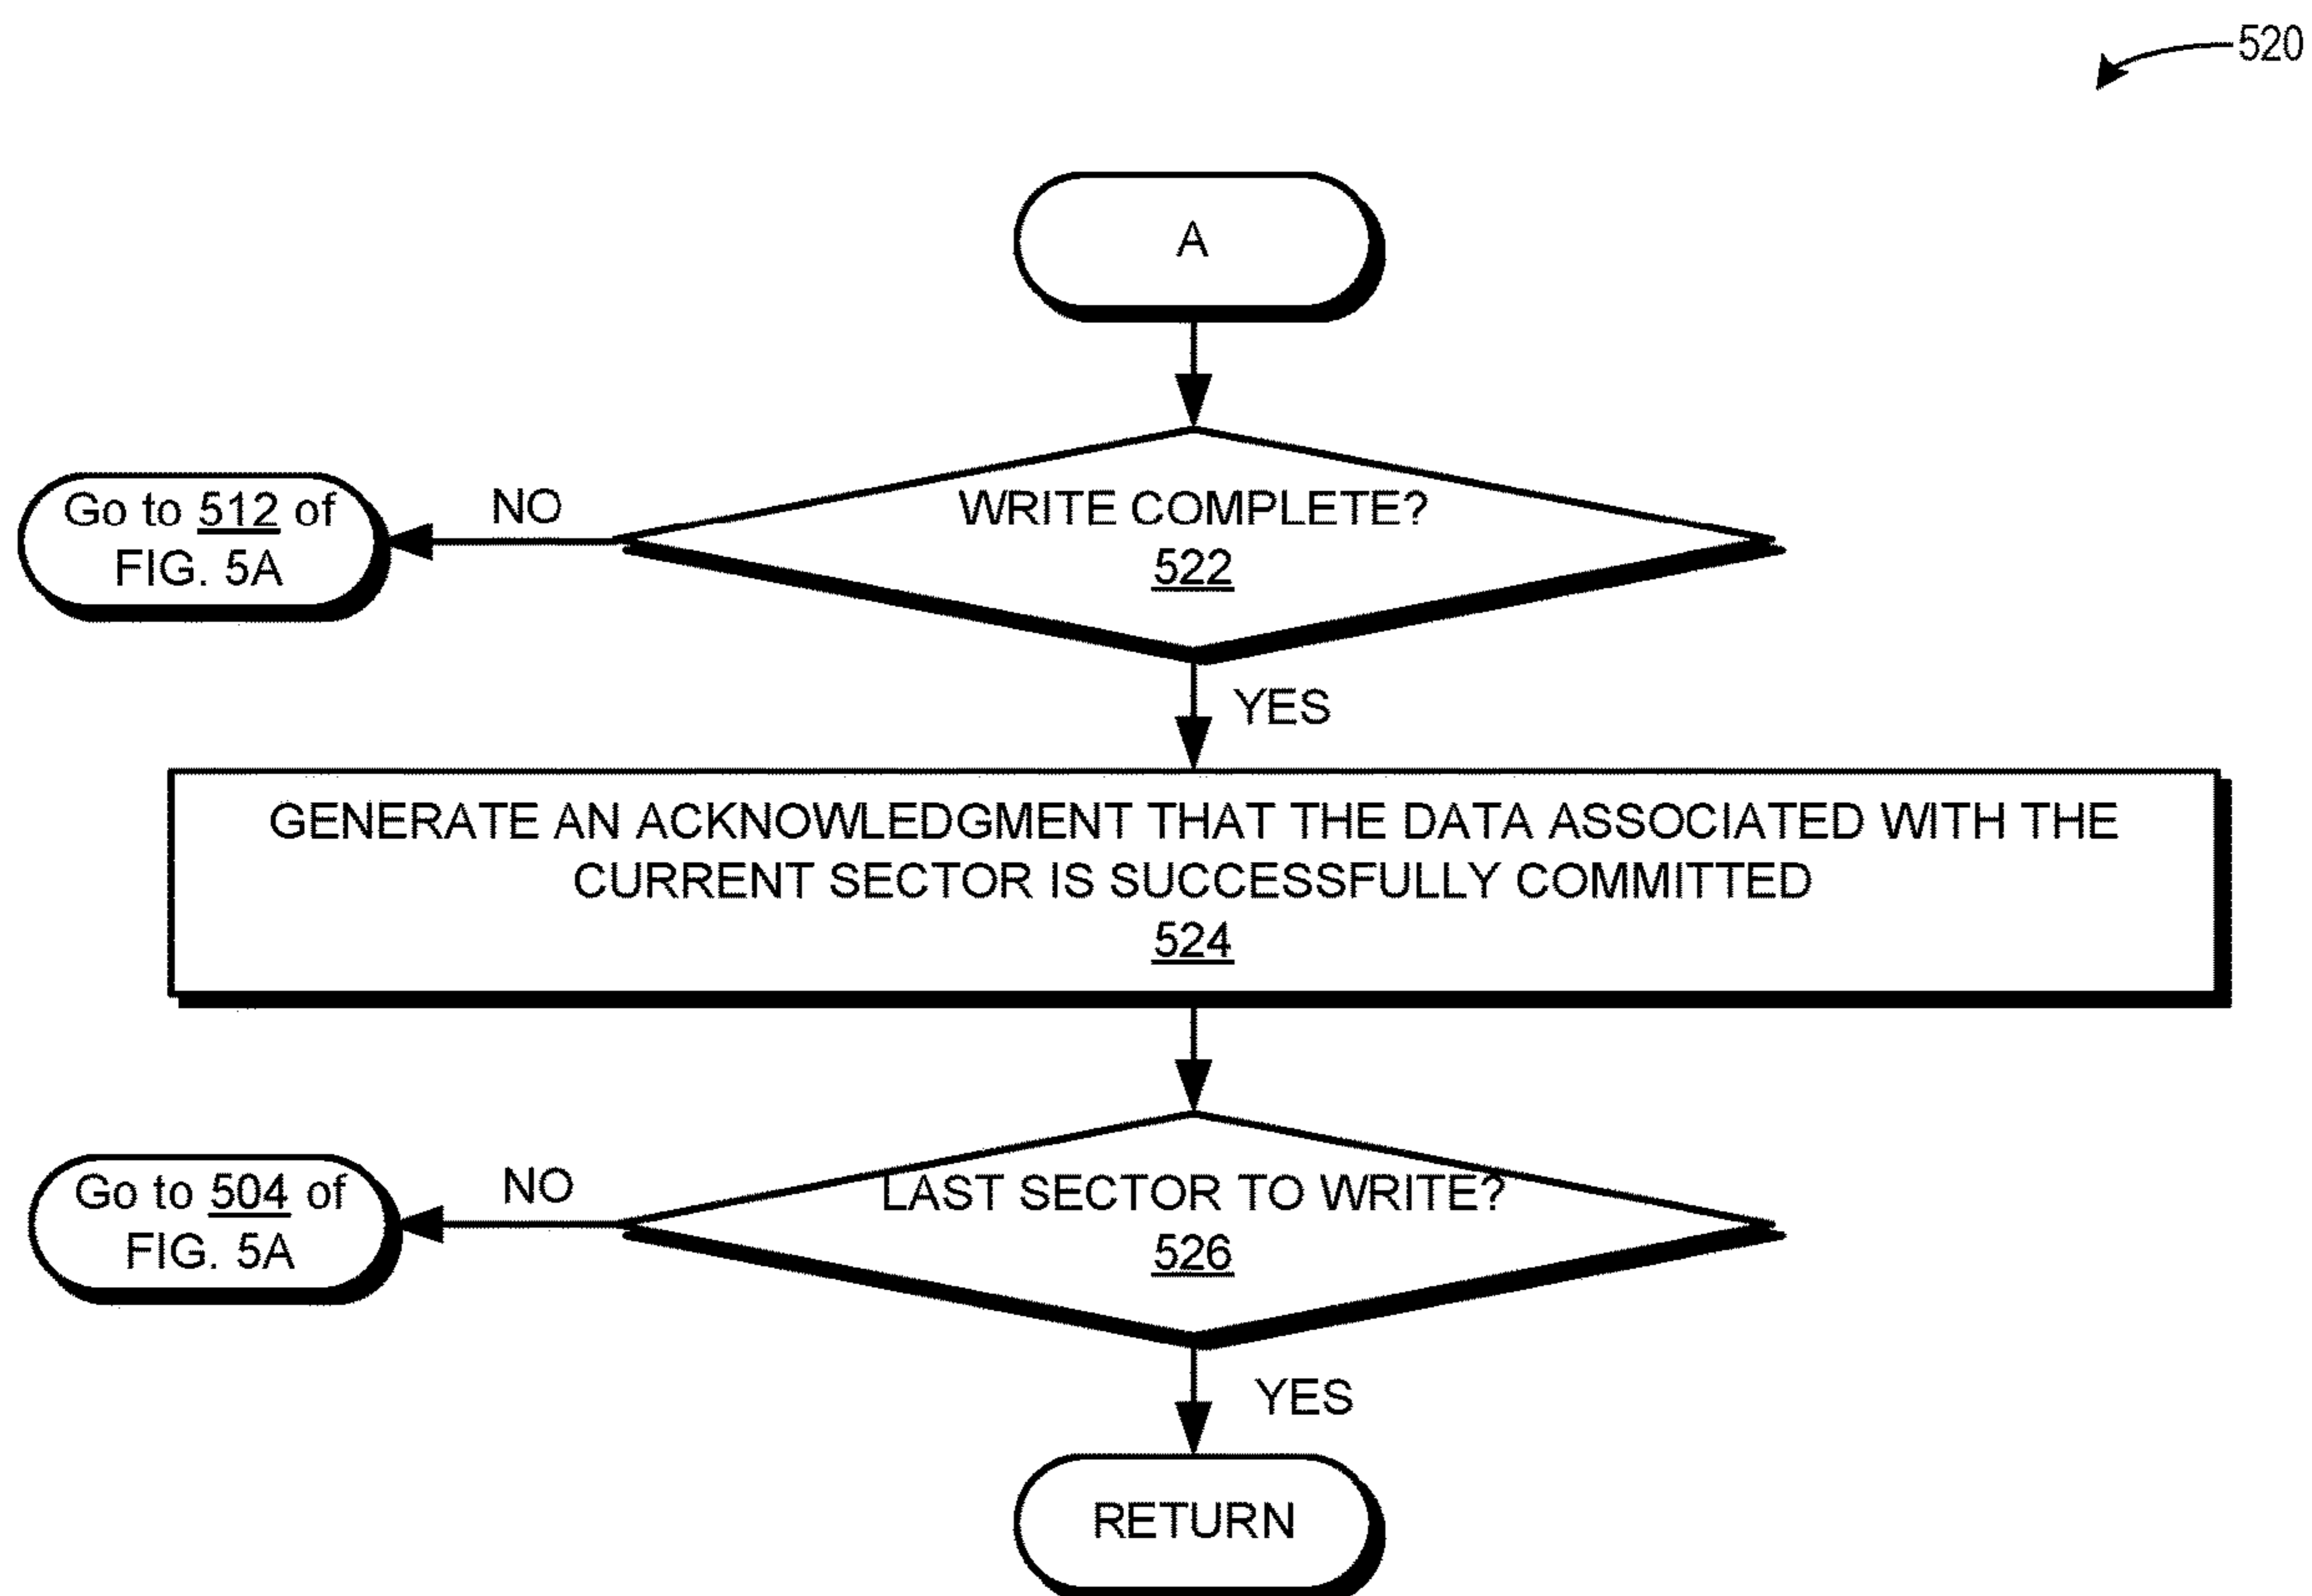 520
A
WRITE COMPLETE?
522
NO
Go to 512 of
FIG. 5A
YES
GENERATE AN ACKNOWLEDGMENT THAT THE DATA ASSOCIATED WITH THE
CURRENT SECTOR IS SUCCESSFULLY COMMITTED
524
LAST SECTOR TO WRITE?
526
NO
Go to 504 of
FIG. 5A
YES
RETURN